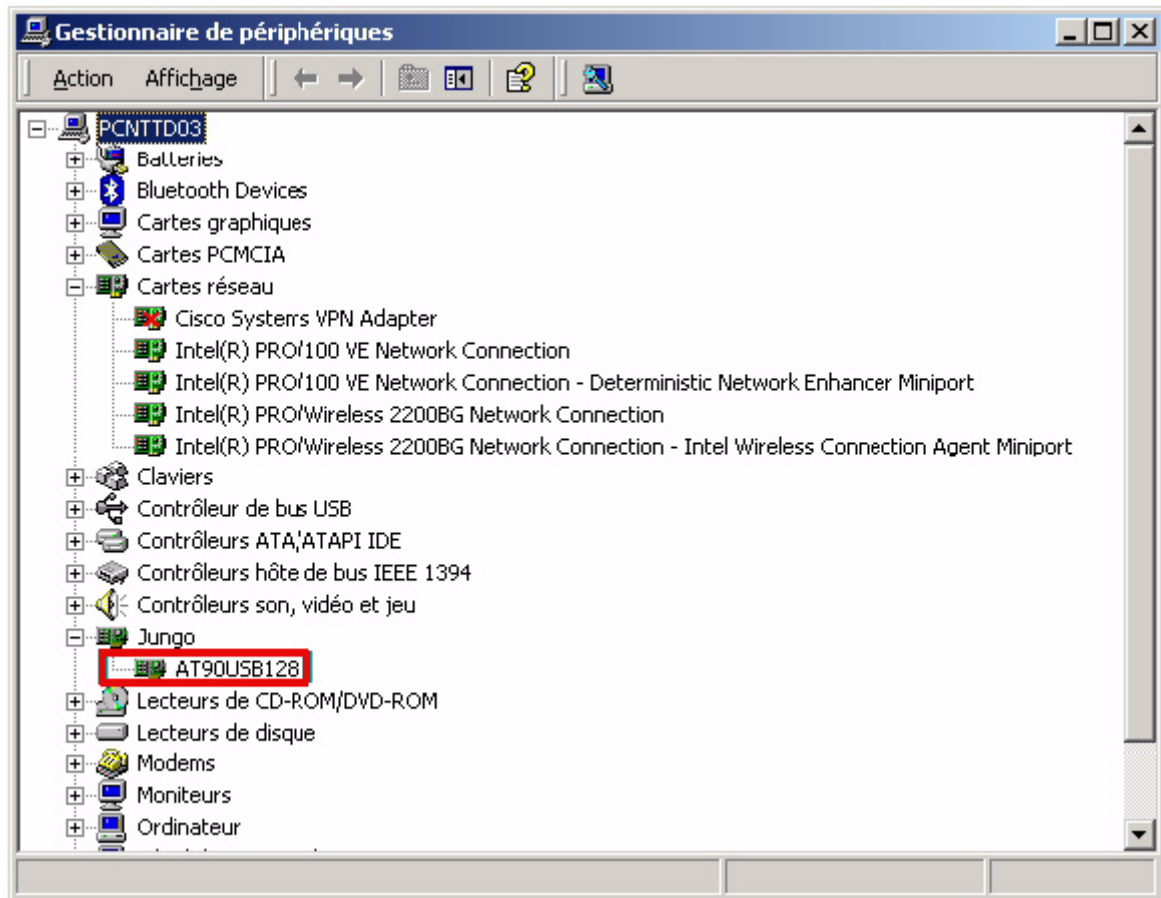 Gestionnaire de périphériques
Action Affichage
PCNTTD03
Batteries
Bluetooth Devices
Cartes graphiques
Cartes PCMCIA
Cartes réseau
Cisco Systems VPN Adapter
Intel(R) PRO/100 VE Network Connection
Intel(R) PRO/100 VE Network Connection - Deterministic Network Enhancer Miniport
Intel(R) PRO/Wireless 2200BG Network Connection
Intel(R) PRO/Wireless 2200BG Network Connection - Intel Wireless Connection Agent Miniport
Claviers
Contrôleur de bus USB
Contrôleurs ATA/ATAPI IDE
Contrôleurs hôte de bus IEEE 1394
Contrôleurs son, vidéo et jeu
Jungo
AT90USB128
Lecteurs de CD-ROM/DVD-ROM
Lecteurs de disque
Modems
Moniteurs
Ordinateur